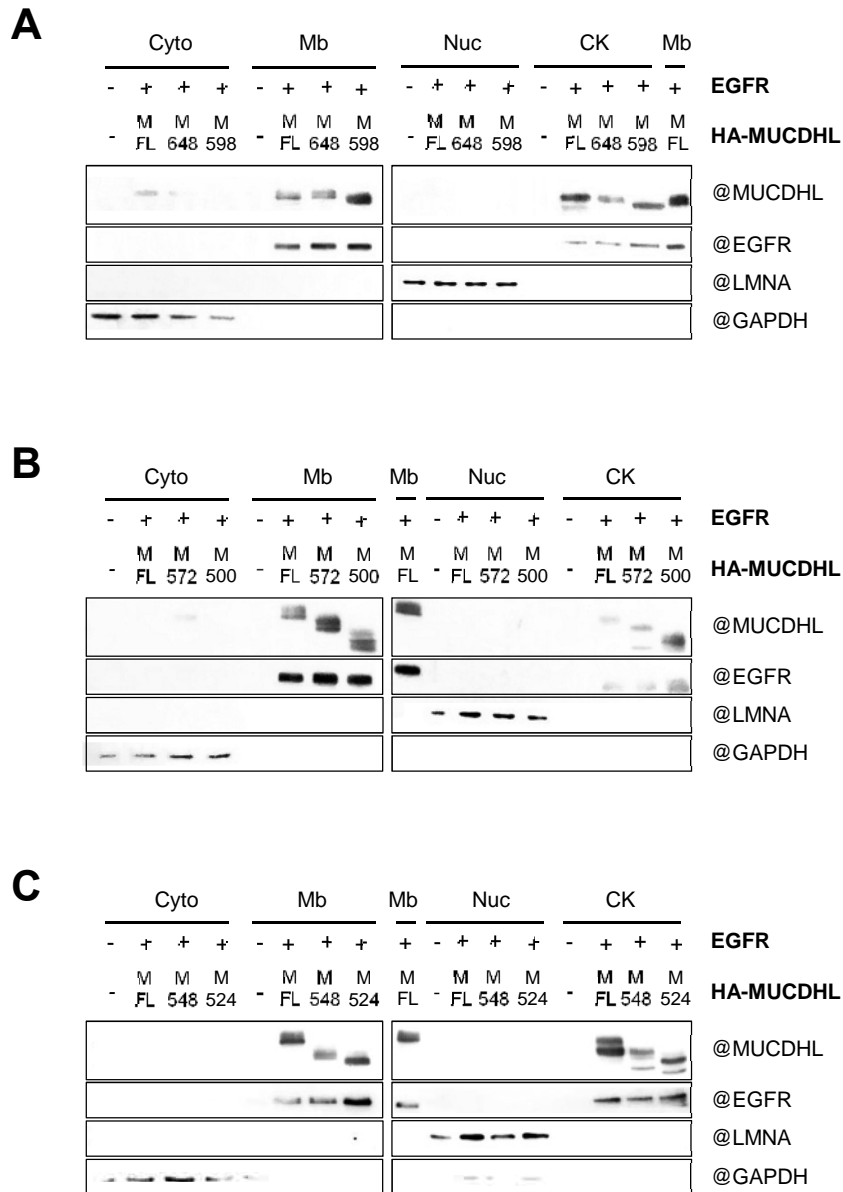 A
Cyto Mb Nuc CK Mb
- + + + - + + + - + + + - + + + + EGFR
M M M M M M M M M M M M M
- FL 648 598 - FL 648 598 - FL 648 598 - FL 648 598 FL HA-MUCDHL
@MUCDHL
@EGFR
@LMNA
@GAPDH
B
Cyto Mb Mb Nuc CK
- + + + - + + + + - + + + - + + + EGFR
M M M M M M M M M M M M M
- FL 572 500 - FL 572 500 FL - FL 572 500 - FL 572 500 HA-MUCDHL
@MUCDHL
@EGFR
@LMNA
@GAPDH
C
Cyto Mb Mb Nuc CK
- + + + - + + + + - + + + - + + + EGFR
M M M M M M M M M M M M M
- FL 548 524 - FL 548 524 FL - FL 548 524 - FL 548 524 HA-MUCDHL
@MUCDHL
@EGFR
@LMNA
@GAPDH